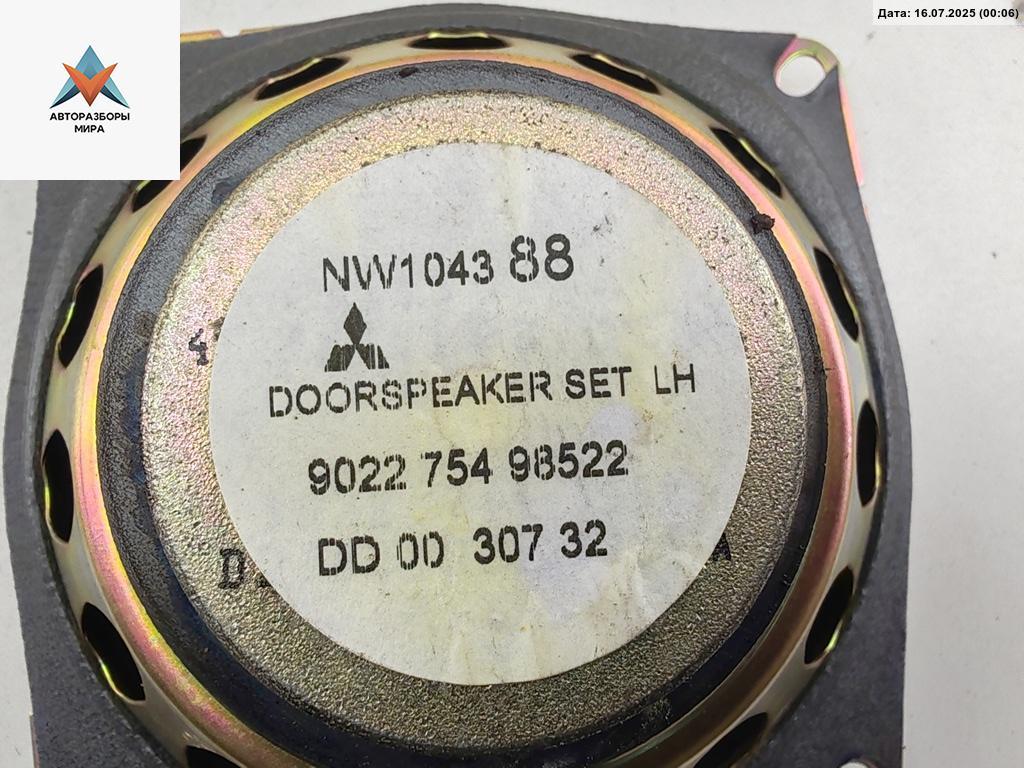 Дата: 16.07.2025 (00:06)
АВТОРАЗБОРЫ
МИРА
NW1043 88
DOORSPEAKER SET LH
9022 754 98522
DD 00 307 32